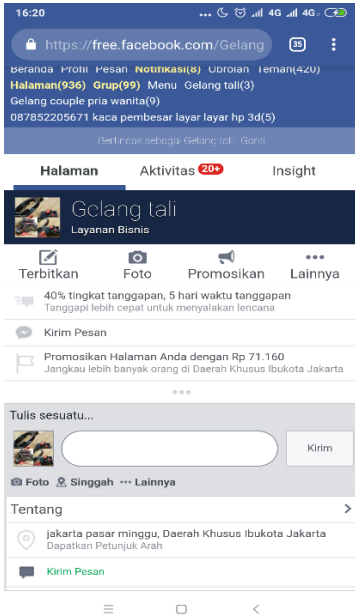 16:20 ... 4G 4G
https://free.facebook.com/Gelang 35
Beranda Profil Pesan Notifikasi(8) Obrolan Teman(420)
Halaman(936) Grup(99) Menu Gelang tali(3)
Gelang couple pria wanita(9)
087852205671 kaca pembesar layar layar hp 3d(5)
Bertindak sebagai Gelang tali · Ganti
Halaman Aktivitas 20+ Insight
Gelang tali
Layanan Bisnis
Terbitkan Foto Promosikan Lainnya
40% tingkat tanggapan, 5 hari waktu tanggapan
Tanggapi lebih cepat untuk menyalakan lencana
Kirim Pesan
Promosikan Halaman Anda dengan Rp 71.160
Jangkau lebih banyak orang di Daerah Khusus Ibukota Jakarta
Tulis sesuatu...
Kirim
Foto Singgah ··· Lainnya
Tentang
jakarta pasar minggu, Daerah Khusus Ibukota Jakarta
Dapatkan Petunjuk Arah
Kirim Pesan